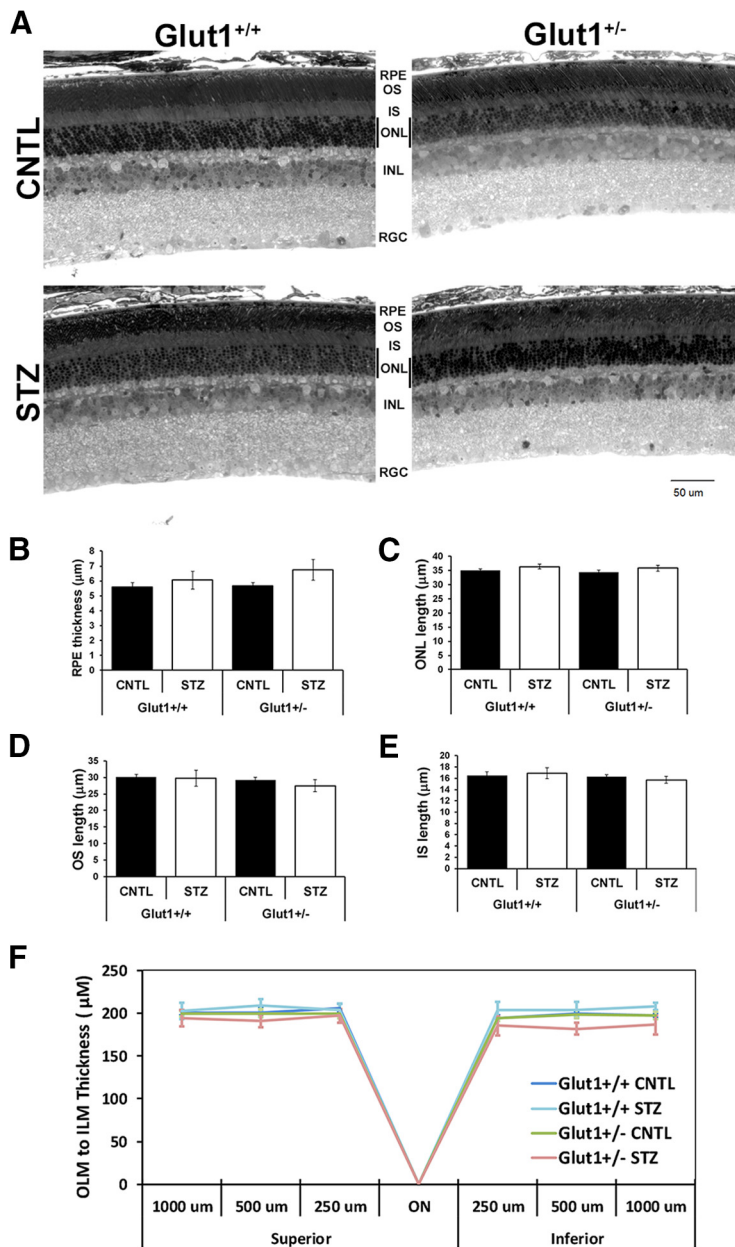 A
Glut1+/+
Glut1+/-
CNTL
RPE
OS
IS
ONL
INL
RGC
STZ
RPE
OS
IS
ONL
INL
RGC
50 um
B
RPE thickness (μm)
8
7
6
5
4
3
2
1
0
CNTL STZ CNTL STZ
Glut1+/+ Glut1+/-
C
ONL length (μm)
40
35
30
25
20
15
10
5
0
CNTL STZ CNTL STZ
Glut1+/+ Glut1+/-
D
OS length (μm)
35
30
25
20
15
10
5
0
CNTL STZ CNTL STZ
Glut1+/+ Glut1+/-
E
IS length (μm)
20
18
16
14
12
10
8
6
4
2
0
CNTL STZ CNTL STZ
Glut1+/+ Glut1+/-
F
OLM to ILM Thickness ( μM)
250
200
150
100
50
0
Glut1+/+ CNTL
Glut1+/+ STZ
Glut1+/- CNTL
Glut1+/- STZ
1000 um 500 um 250 um ON 250 um 500 um 1000 um
Superior Inferior